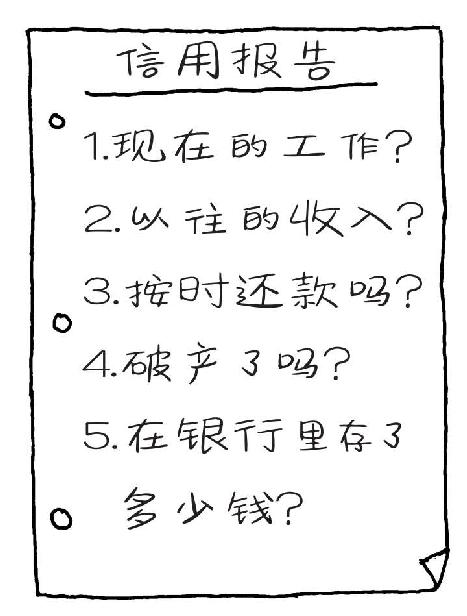 信用报告
1.现在的工作?
2.以往的收入?
3.按时还款吗?
4.破产了吗?
5.在银行里存了
多少钱?